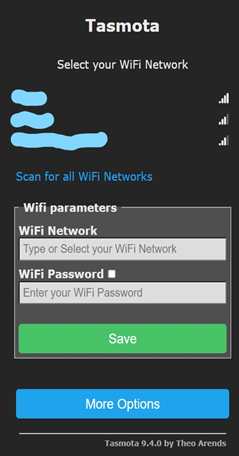 Tasmota
Select your WiFi Network
Scan for all WiFi Networks
Wifi parameters
WiFi Network
Type or Select your WiFi Network
WiFi Password
Enter your WiFi Password
Save
More Options
Tasmota 9.4.0 by Theo Arends